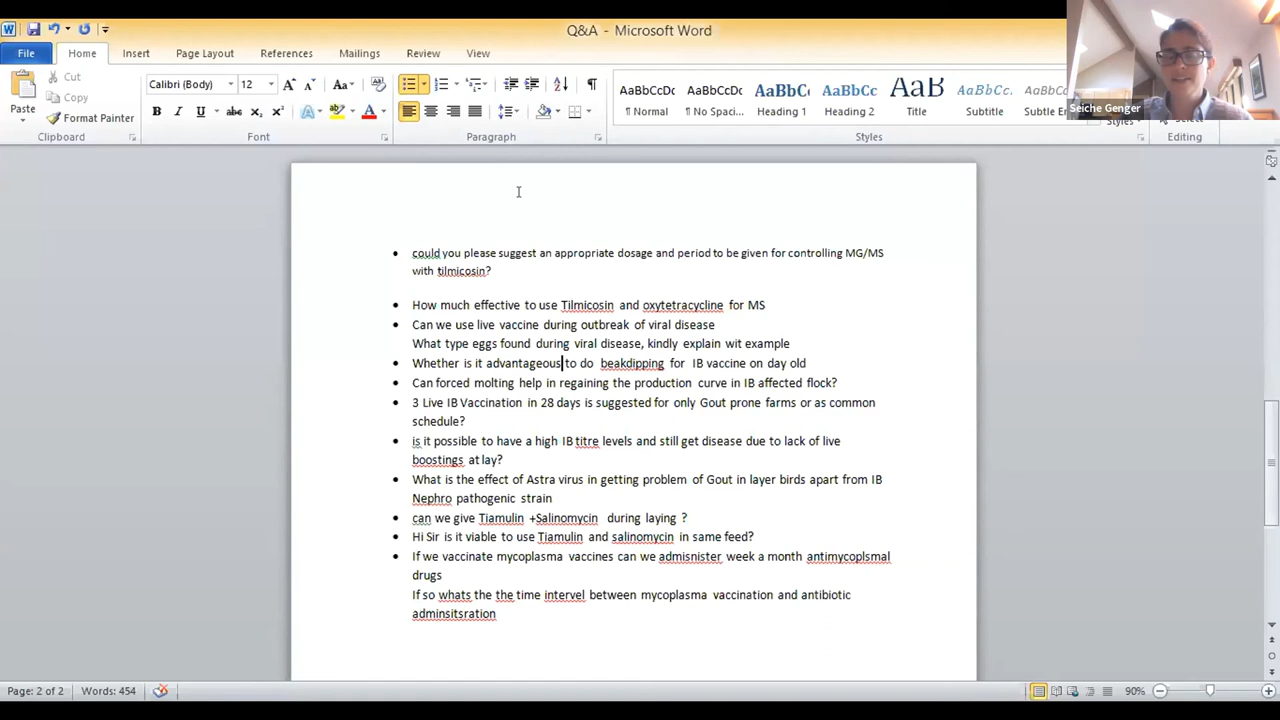 Q&A - Microsoft Word
File Home Insert Page Layout References Mailings Review View
Cut
Copy
Format Painter
Paste
Clipboard
Calibri (Body) 12
Font
Paragraph
AaBbCcDc AaBbCcDc AaBbC AaBbCc AaB AaBbCc.
¶ Normal ¶ No Spaci... Heading 1 Heading 2 Title Subtitle Subtle
Styles
Editing
Seiche Genger
• could you please suggest an appropriate dosage and period to be given for controlling MG/MS
with tilmicosin?
• How much effective to use Tilmicosin and oxytetracycline for MS
• Can we use live vaccine during outbreak of viral disease
What type eggs found during viral disease, kindly explain wit example
• Whether is it advantageous to do beakdipping for IB vaccine on day old
• Can forced molting help in regaining the production curve in IB affected flock?
• 3 Live IB Vaccination in 28 days is suggested for only Gout prone farms or as common
schedule?
• is it possible to have a high IB titre levels and still get disease due to lack of live
boostings at lay?
• What is the effect of Astra virus in getting problem of Gout in layer birds apart from IB
Nephro pathogenic strain
• can we give Tiamulin +Salinomycin during laying ?
• Hi Sir is it viable to use Tiamulin and salinomycin in same feed?
• If we vaccinate mycoplasma vaccines can we admisnister week a month antimycoplsmal
drugs
If so whats the the time intervel between mycoplasma vaccination and antibiotic
adminsitsration
Page: 2 of 2 Words: 454 90%